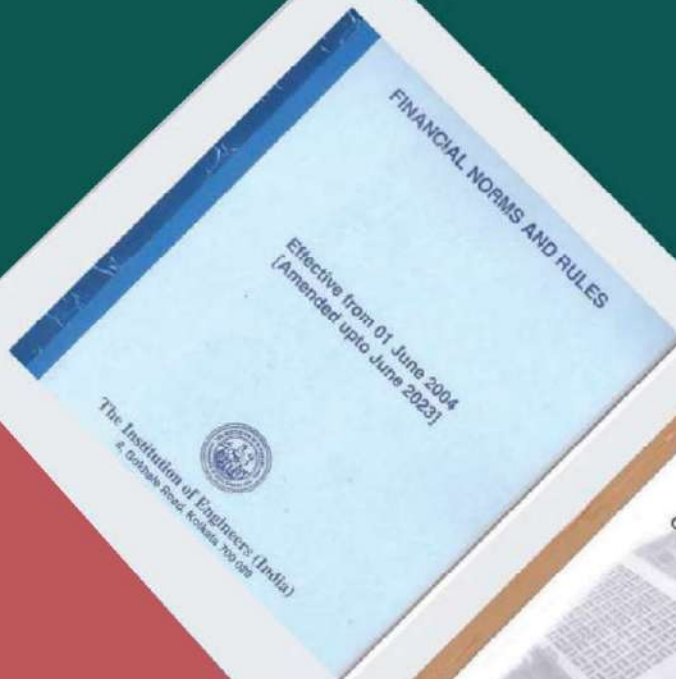 FINANCIAL NORMS AND RULES
Effective from 01 June 2004
[Amended upto June 2023]
The Institution of Engineers (India)
8, Gokhale Road, Kolkata 700 020